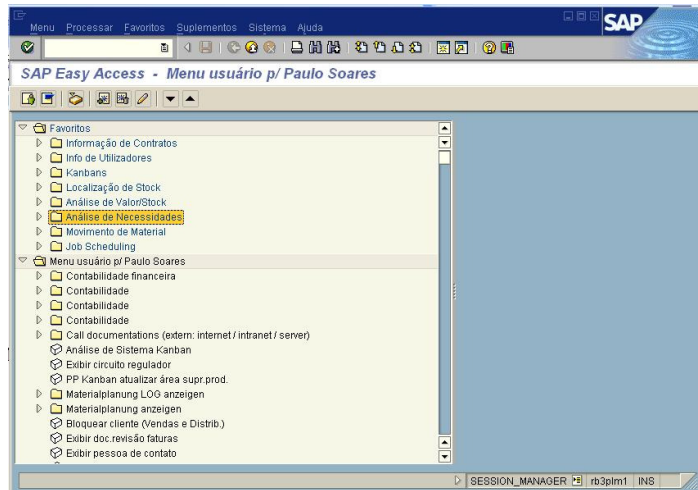 Menu Processar Favoritos Suplementos Sistema Ajuda
SAP
SAP Easy Access - Menu usuário p/ Paulo Soares
Favoritos
Informação de Contratos
Info de Utilizadores
Kanbans
Localização de Stock
Análise de Valor/Stock
Análise de Necessidades
Movimento de Material
Job Scheduling
Menu usuário p/ Paulo Soares
Contabilidade financeira
Contabilidade
Contabilidade
Contabilidade
Call documentations (extern: internet / intranet / server)
Análise de Sistema Kanban
Exibir circuito regulador
PP Kanban atualizar área supr.prod.
Materialplanung LOG anzeigen
Materialplanung anzeigen
Bloquear cliente (Vendas e Distrib.)
Exibir doc.revisão faturas
Exibir pessoa de contato
SESSION_MANAGER rb3plm1 INS